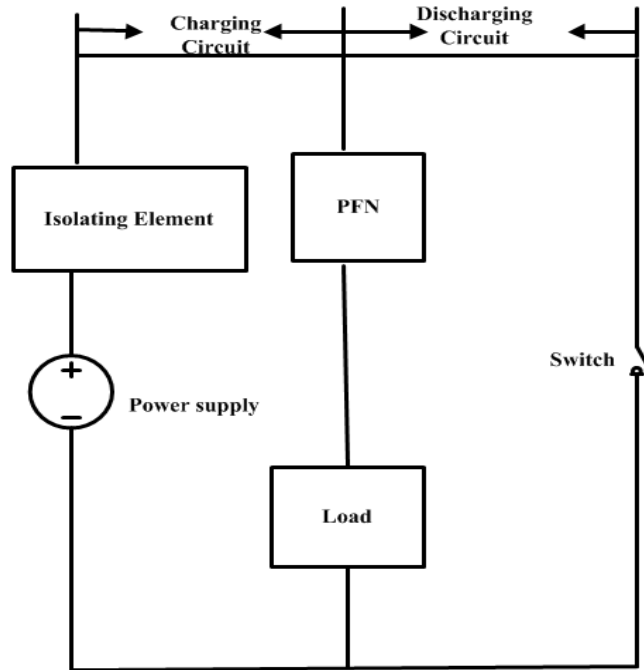 Charging
Circuit
Discharging
Circuit
Isolating Element
PFN
Switch
+
−
Power supply
Load